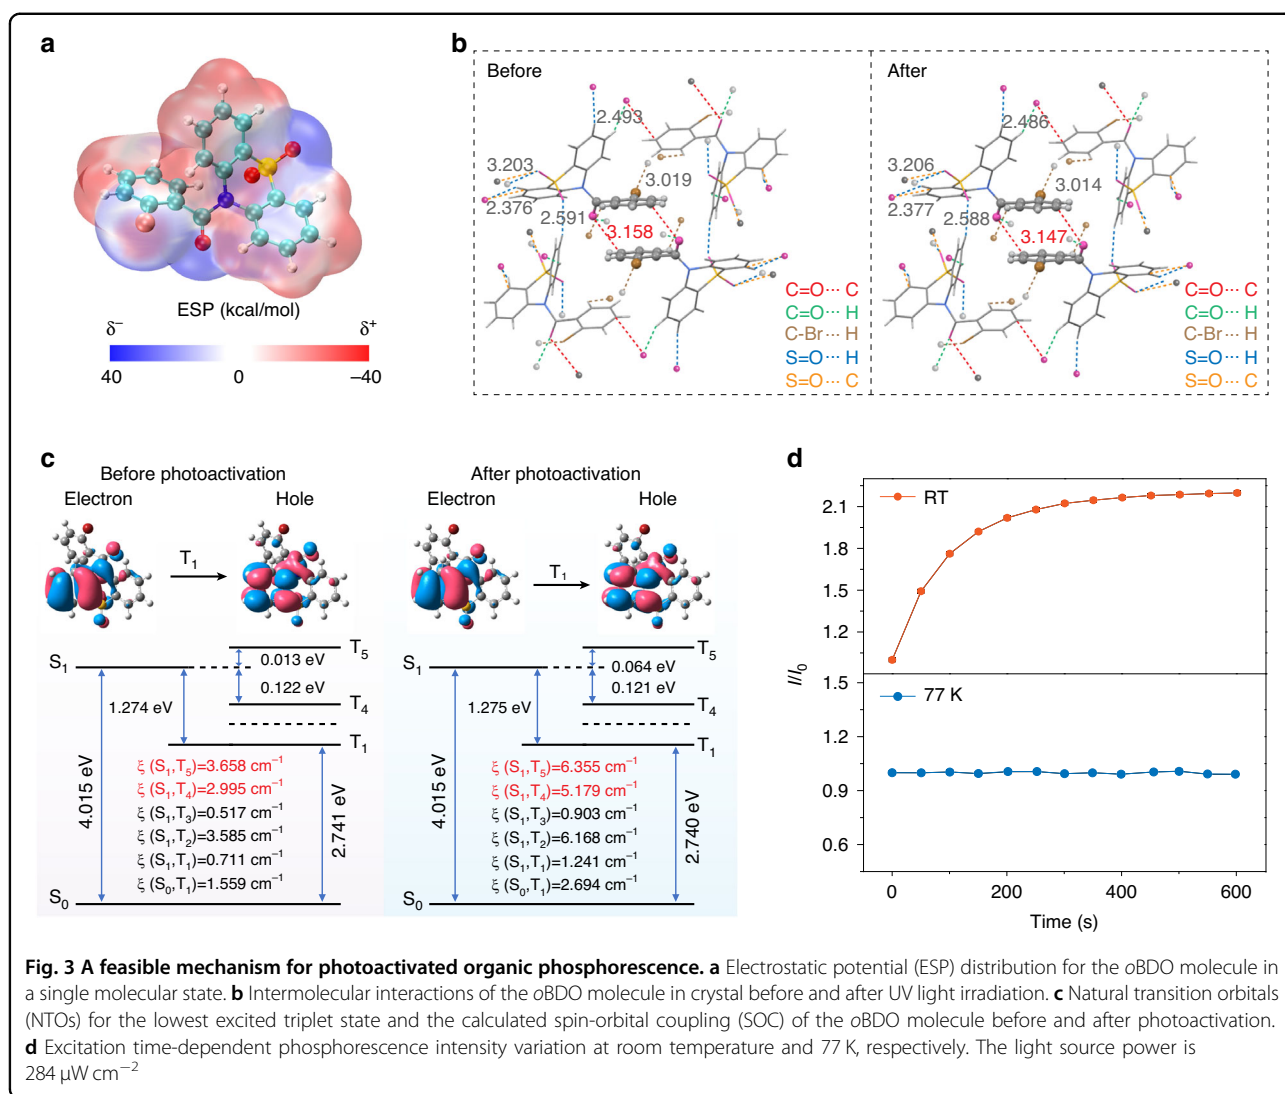 a
ESP (kcal/mol)
δ⁻ δ⁺
40 0 –40
b
Before
2.493
3.203
3.019
2.376
2.591
3.158
C=O··· C
C=O··· H
C-Br··· H
S=O··· H
S=O··· C
After
2.486
3.206
3.014
2.377
2.588
3.147
C=O··· C
C=O··· H
C-Br··· H
S=O··· H
S=O··· C
c
Before photoactivation
Electron Hole
T₁
S₁ T₅
0.013 eV
0.122 eV
1.274 eV T₄
T₁
4.015 eV
ξ (S₁,T₅)=3.658 cm⁻¹
ξ (S₁,T₄)=2.995 cm⁻¹
ξ (S₁,T₃)=0.517 cm⁻¹
ξ (S₁,T₂)=3.585 cm⁻¹
ξ (S₁,T₁)=0.711 cm⁻¹
ξ (S₀,T₁)=1.559 cm⁻¹
2.741 eV
S₀
After photoactivation
Electron Hole
T₁
S₁ T₅
0.064 eV
0.121 eV
1.275 eV T₄
T₁
4.015 eV
ξ (S₁,T₅)=6.355 cm⁻¹
ξ (S₁,T₄)=5.179 cm⁻¹
ξ (S₁,T₃)=0.903 cm⁻¹
ξ (S₁,T₂)=6.168 cm⁻¹
ξ (S₁,T₁)=1.241 cm⁻¹
ξ (S₀,T₁)=2.694 cm⁻¹
2.740 eV
S₀
d
RT
2.1
1.8
1.5
1.2
I/I₀
77 K
1.5
1.2
0.9
0.6
0 200 400 600
Time (s)
Fig. 3 A feasible mechanism for photoactivated organic phosphorescence. a Electrostatic potential (ESP) distribution for the oBDO molecule in
a single molecular state. b Intermolecular interactions of the oBDO molecule in crystal before and after UV light irradiation. c Natural transition orbitals
(NTOs) for the lowest excited triplet state and the calculated spin-orbital coupling (SOC) of the oBDO molecule before and after photoactivation.
d Excitation time-dependent phosphorescence intensity variation at room temperature and 77 K, respectively. The light source power is
284 μW cm⁻²